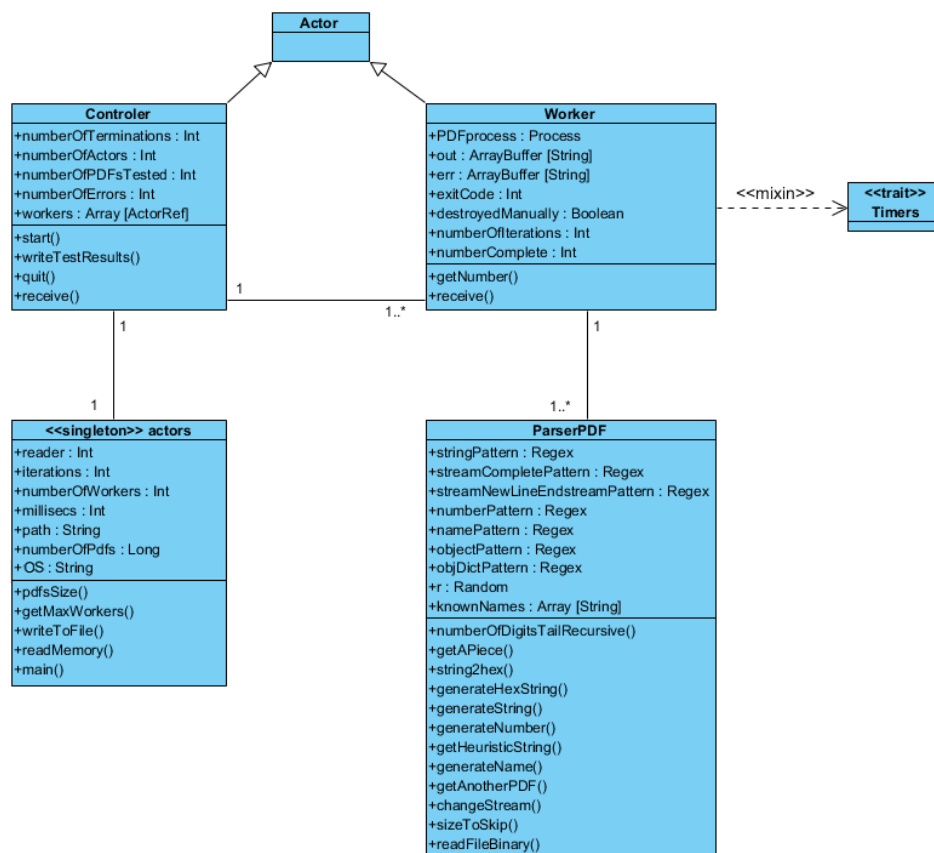 Actor
Controler
+numberOfTerminations : Int
+numberOfActors : Int
+numberOfPDFsTested : Int
+numberOfErrors : Int
+workers : Array [ActorRef]
+start()
+writeTestResults()
+quit()
+receive()
Worker
+PDFprocess : Process
+out : ArrayBuffer [String]
+err : ArrayBuffer [String]
+exitCode : Int
+destroyedManually : Boolean
+numberOfIterations : Int
+numberComplete : Int
+getNumber()
+receive()
<<mixin>>
<<trait>>
Timers
1
1..*
1
1
1
1..*
<<singleton>> actors
+reader : Int
+iterations : Int
+numberOfWorkers : Int
+millisecs : Int
+path : String
+numberOfPdfs : Long
+OS : String
+pdfsSize()
+getMaxWorkers()
+writeToFile()
+readMemory()
+main()
ParserPDF
+stringPattern : Regex
+streamCompletePattern : Regex
+streamNewLineEndstreamPattern : Regex
+numberPattern : Regex
+namePattern : Regex
+objectPattern : Regex
+objDictPattern : Regex
+r : Random
+knownNames : Array [String]
+numberOfDigitsTailRecursive()
+getAPiece()
+string2hex()
+generateHexString()
+generateString()
+generateNumber()
+getHeuristicString()
+generateName()
+getAnotherPDF()
+changeStream()
+sizeToSkip()
+readFileBinary()